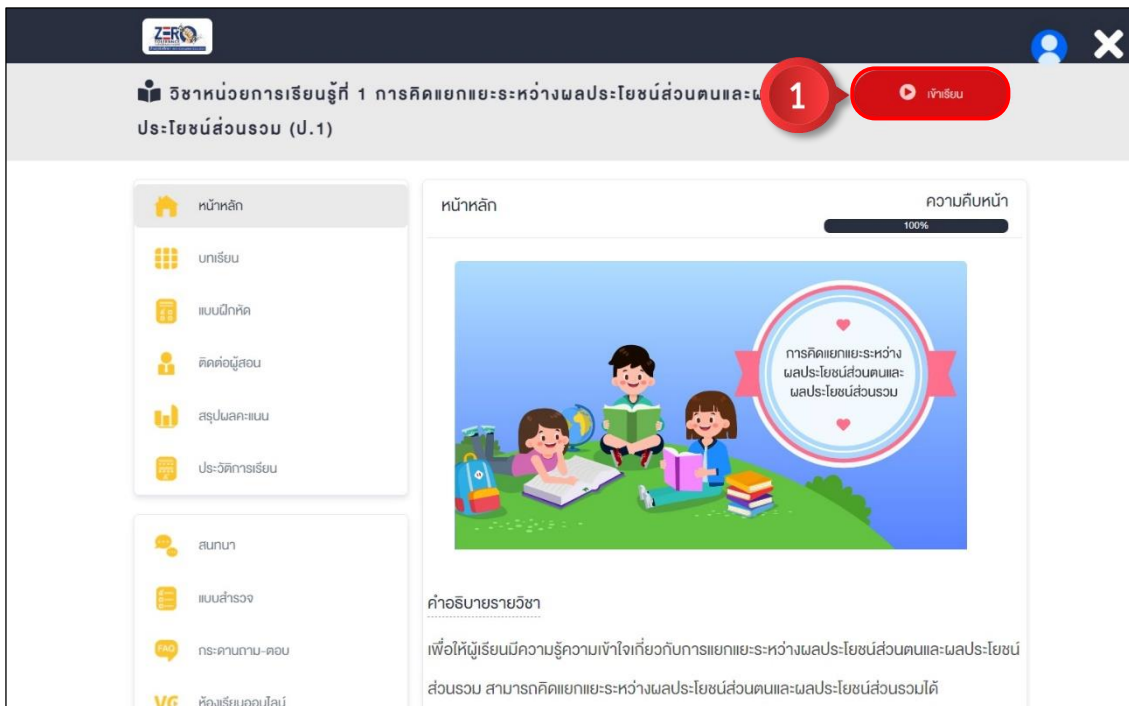 ZERO
วิชาหน่วยการเรียนรู้ที่ 1 การคิดแยกแยะระหว่างผลประโยชน์ส่วนตนและผ
ประโยชน์ส่วนรวม (ป.1)
1
เข้าเรียน
หน้าหลัก
บทเรียน
แบบฝึกหัด
ติดต่อผู้สอน
สรุปผลคะแนน
ประวัติการเรียน
สนทนา
แบบสำรวจ
FAQ
กระดานถาม-ตอบ
VC
ห้องเรียนออนไลน์
หน้าหลัก
ความคืบหน้า
100%
การคิดแยกแยะระหว่าง
ผลประโยชน์ส่วนตนและ
ผลประโยชน์ส่วนรวม
คำอธิบายรายวิชา
เพื่อให้ผู้เรียนมีความรู้ความเข้าใจเกี่ยวกับการแยกแยะระหว่างผลประโยชน์ส่วนตนและผลประโยชน์
ส่วนรวม สามารถคิดแยกแยะระหว่างผลประโยชน์ส่วนตนและผลประโยชน์ส่วนรวมได้